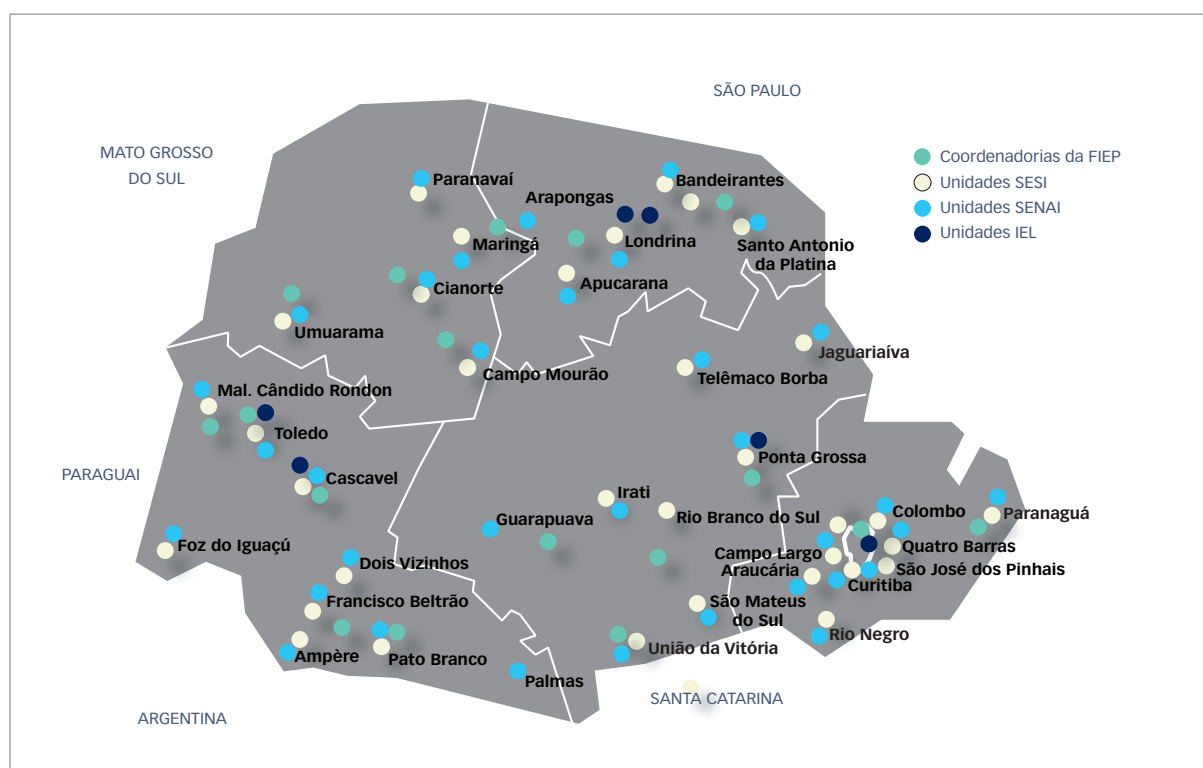 SÃO PAULO
MATO GROSSO
DO SUL
Coordenadorias da FIEP
Unidades SESI
Unidades SENAI
Unidades IEL
Paranavaí
Arapongas
Bandeirantes
Maringá
Londrina
Santo Antonio
da Platina
Cianorte
Apucarana
Umuarama
Jaguariaíva
Campo Mourão
Telêmaco Borba
Mal. Cândido Rondon
Toledo
PARAGUAI
Cascavel
Ponta Grossa
Irati
Guarapuava
Rio Branco do Sul
Colombo
Paranaguá
Foz do Iguaçú
Quatro Barras
Campo Largo
Dois Vizinhos
São José dos Pinhais
Araucária
Curitiba
Francisco Beltrão
São Mateus
do Sul
Rio Negro
União da Vitória
Ampère
Pato Branco
Palmas
SANTA CATARINA
ARGENTINA